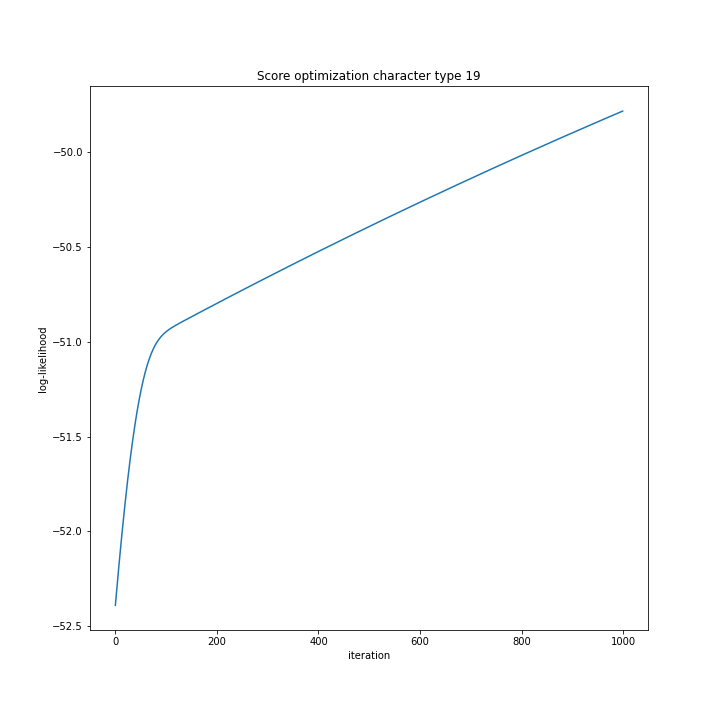 Score optimization character type 19
log-likelihood
−50.0
−50.5
−51.0
−51.5
−52.0
−52.5
0 200 400 600 800 1000
iteration